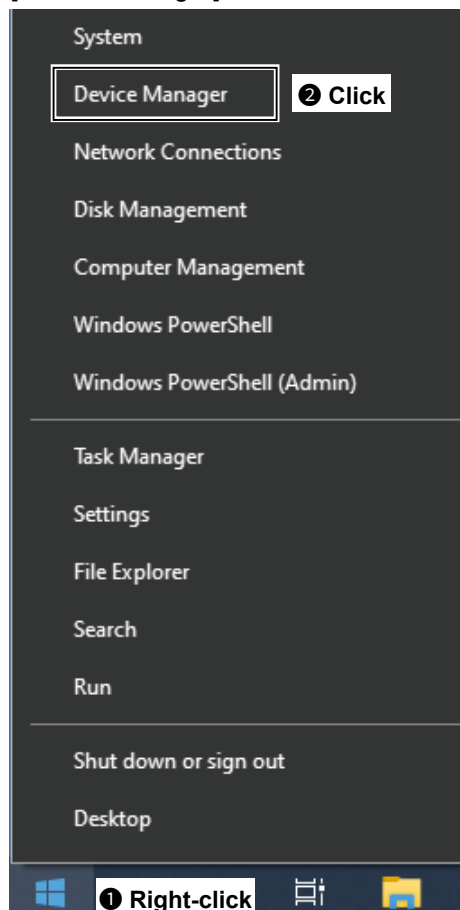 System
Device Manager
❷ Click
Network Connections
Disk Management
Computer Management
Windows PowerShell
Windows PowerShell (Admin)
Task Manager
Settings
File Explorer
Search
Run
Shut down or sign out
Desktop
❶ Right-click